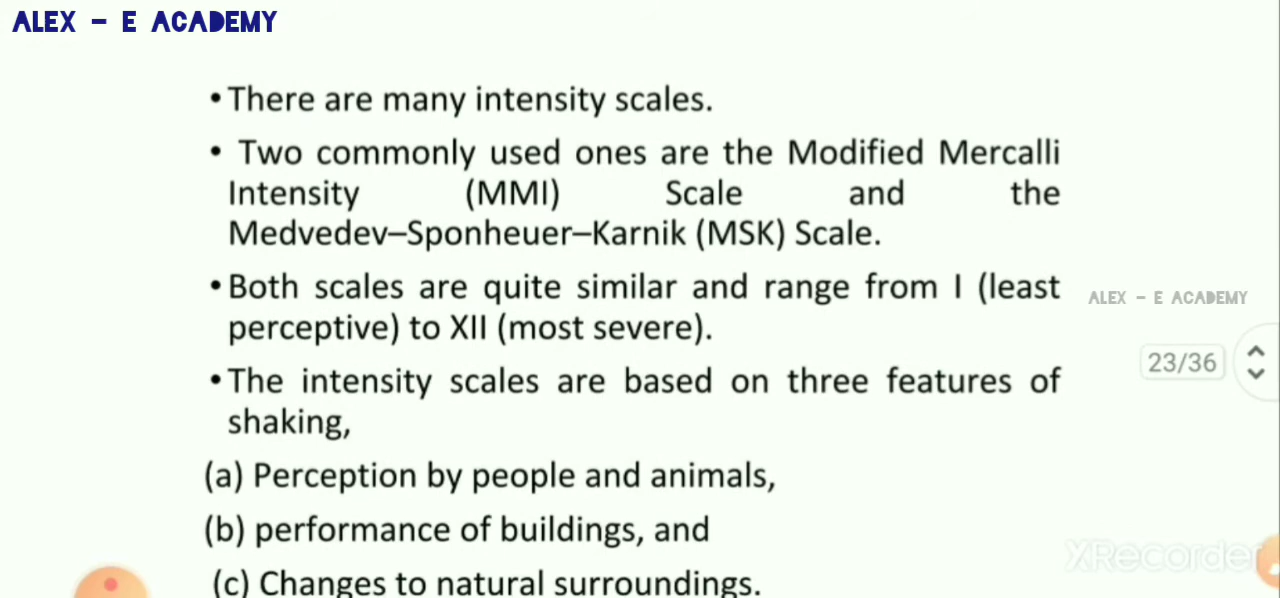 ALEX - E ACADEMY
• There are many intensity scales.
• Two commonly used ones are the Modified Mercalli
Intensity (MMI) Scale and the
Medvedev–Sponheuer–Karnik (MSK) Scale.
• Both scales are quite similar and range from I (least
perceptive) to XII (most severe).
ALEX - E ACADEMY
23/36
• The intensity scales are based on three features of
shaking,
(a) Perception by people and animals,
(b) performance of buildings, and
XRecorder
(c) Changes to natural surroundings.